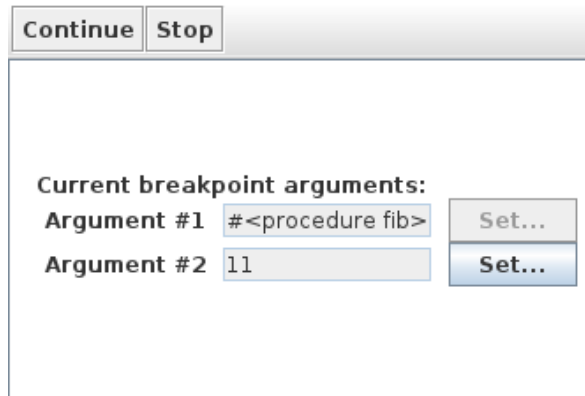 Continue Stop
Current breakpoint arguments:
Argument #1 #<procedure fib> Set...
Argument #2 11 Set...